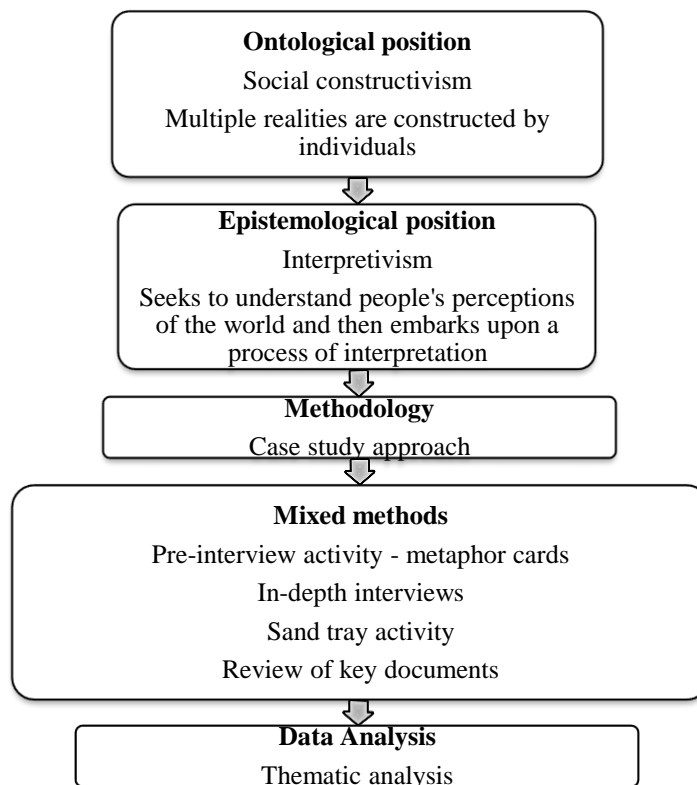 Ontological position
Social constructivism
Multiple realities are constructed by
individuals
Epistemological position
Interpretivism
Seeks to understand people's perceptions
of the world and then embarks upon a
process of interpretation
Methodology
Case study approach
Mixed methods
Pre-interview activity - metaphor cards
In-depth interviews
Sand tray activity
Review of key documents
Data Analysis
Thematic analysis